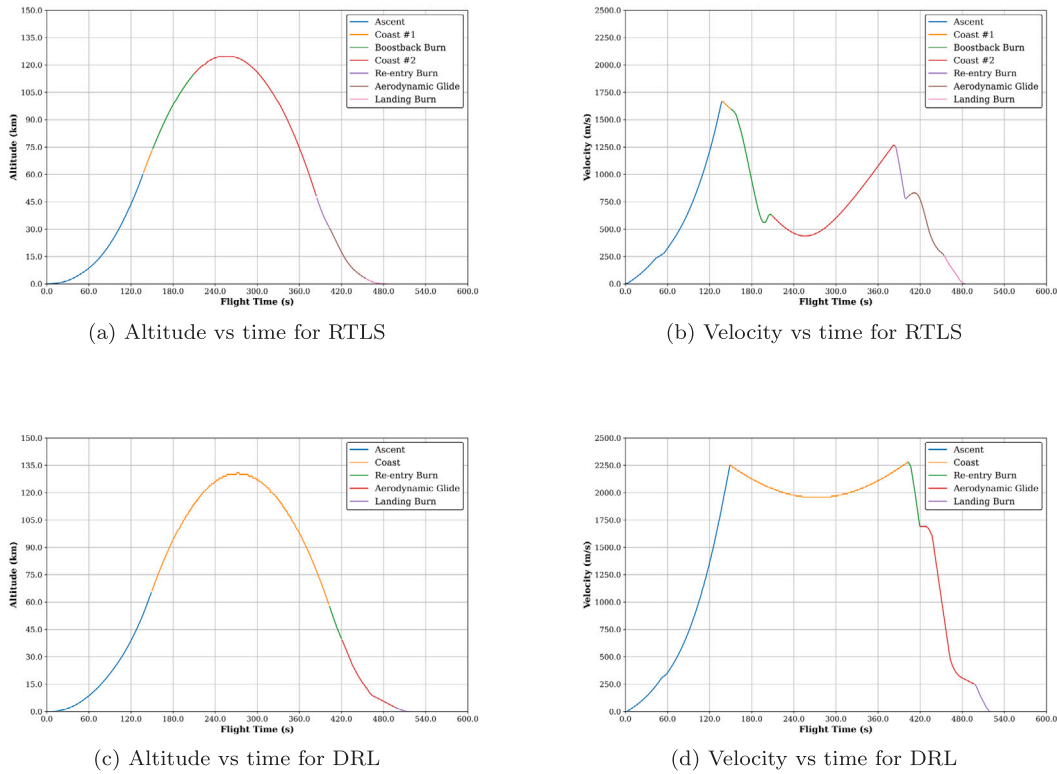 150.0
135.0
120.0
105.0
90.0
75.0
60.0
45.0
30.0
15.0
0.0
Altitude (km)
Ascent
Coast #1
Boostback Burn
Coast #2
Re-entry Burn
Aerodynamic Glide
Landing Burn
0.0 60.0 120.0 180.0 240.0 300.0 360.0 420.0 480.0 540.0 600.0
Flight Time (s)
(a) Altitude vs time for RTLS
2500.0
2250.0
2000.0
1750.0
1500.0
1250.0
1000.0
750.0
500.0
250.0
0.0
Velocity (m/s)
Ascent
Coast #1
Boostback Burn
Coast #2
Re-entry Burn
Aerodynamic Glide
Landing Burn
0.0 60.0 120.0 180.0 240.0 300.0 360.0 420.0 480.0 540.0 600.0
Flight Time (s)
(b) Velocity vs time for RTLS
150.0
135.0
120.0
105.0
90.0
75.0
60.0
45.0
30.0
15.0
0.0
Altitude (km)
Ascent
Coast
Re-entry Burn
Aerodynamic Glide
Landing Burn
0.0 60.0 120.0 180.0 240.0 300.0 360.0 420.0 480.0 540.0 600.0
Flight Time (s)
(c) Altitude vs time for DRL
2500.0
2250.0
2000.0
1750.0
1500.0
1250.0
1000.0
750.0
500.0
250.0
0.0
Velocity (m/s)
Ascent
Coast
Re-entry Burn
Aerodynamic Glide
Landing Burn
0.0 60.0 120.0 180.0 240.0 300.0 360.0 420.0 480.0 540.0 600.0
Flight Time (s)
(d) Velocity vs time for DRL